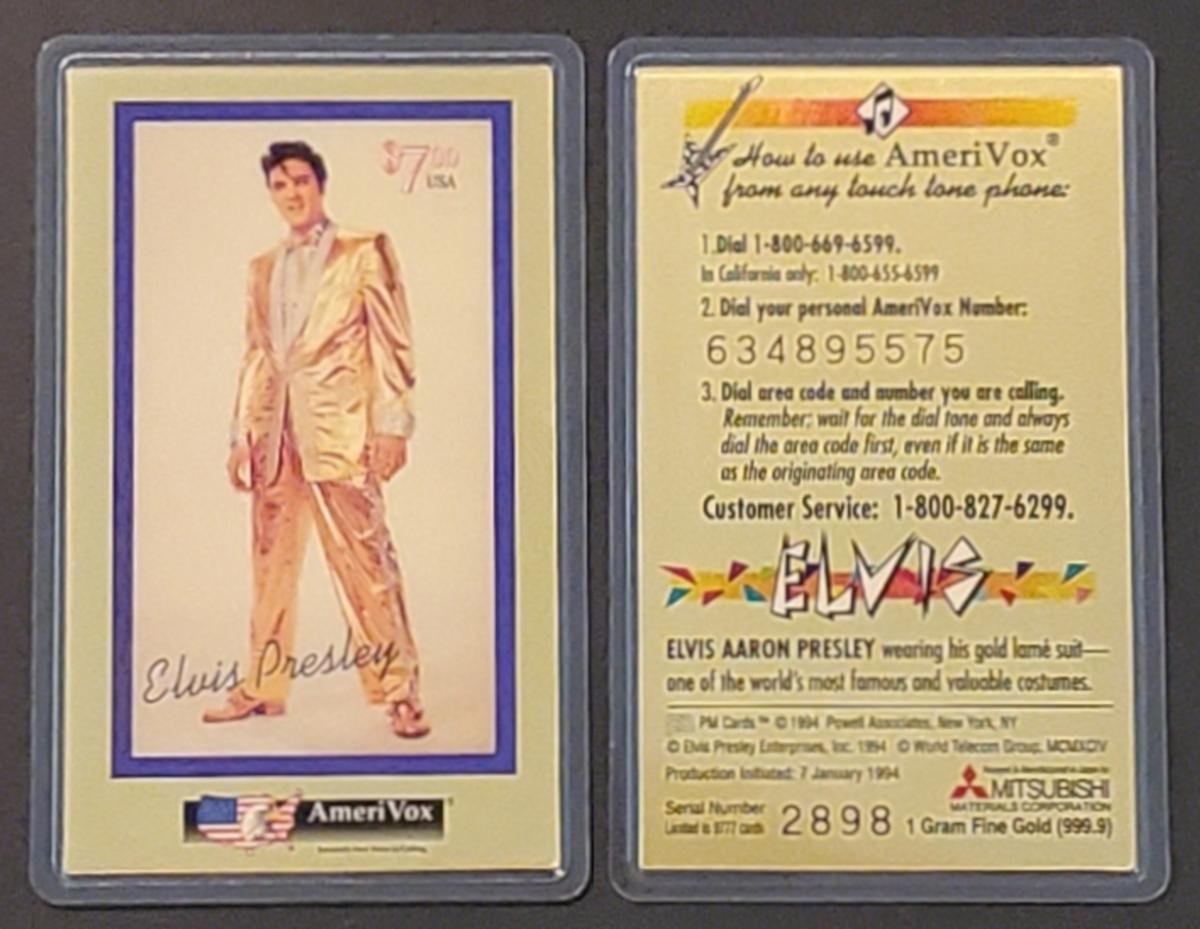 $7.00
USA
Elvis Presley
AmeriVox®
How to use AmeriVox®
from any touch tone phone:
1. Dial 1-800-669-6599.
In California only: 1-800-655-6599
2. Dial your personal AmeriVox Number:
634895575
3. Dial area code and number you are calling.
Remember; wait for the dial tone and always
dial the area code first, even if it is the same
as the originating area code.
Customer Service: 1-800-827-6299.
ELVIS
ELVIS AARON PRESLEY wearing his gold lamé suit—
one of the world's most famous and valuable costumes.
PM Cards™ © 1994 Powell Associates, New York, NY
© Elvis Presley Enterprises, Inc. 1994 © World Telecom Group, MCMXCIV
Production Initiated: 7 January 1994
MITSUBISHI
MATERIALS CORPORATION
Serial Number
Limited to 9777 cards
2898
1 Gram Fine Gold (999.9)